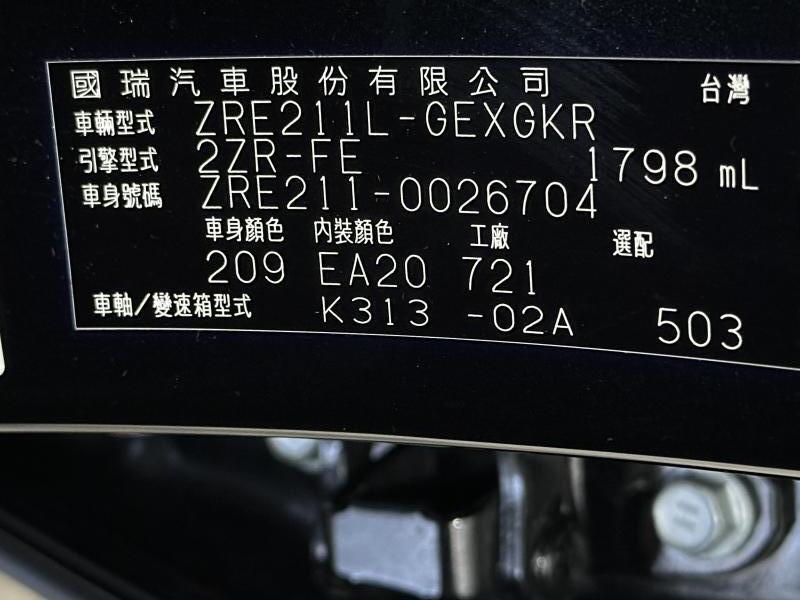 國瑞汽車股份有限公司 台灣
車輛型式 ZRE211L-GEXGKR
引擎型式 2ZR-FE 1798 mL
車身號碼 ZRE211-0026704
車身顏色 內裝顏色 工廠 選配
209 EA20 721
車軸/變速箱型式 K313 -02A 503